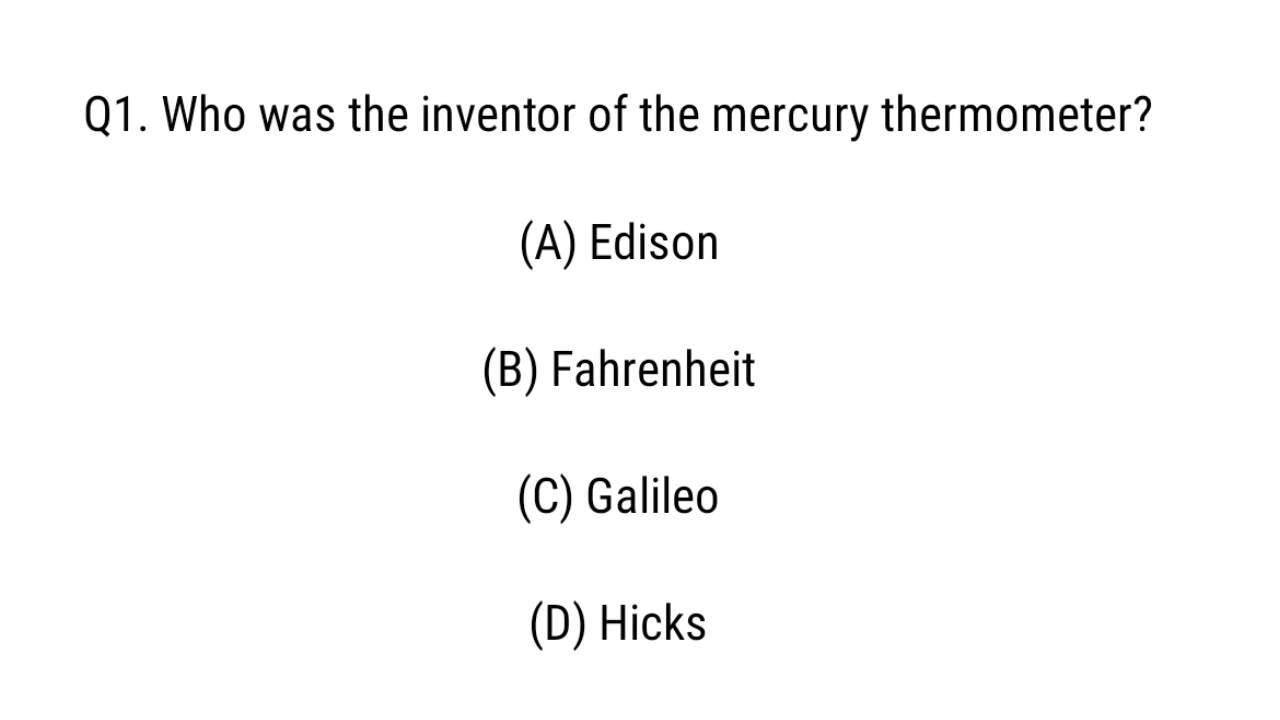 Q1. Who was the inventor of the mercury thermometer?
(A) Edison
(B) Fahrenheit
(C) Galileo
(D) Hicks